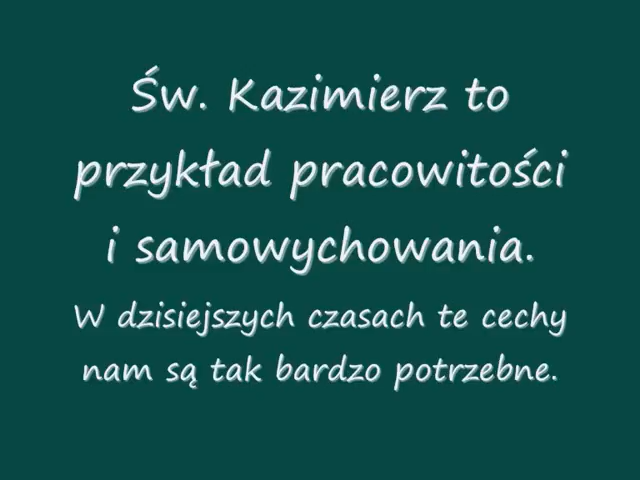 Św. Kazimierz to
przykład pracowitości
i samowychowania.
W dzisiejszych czasach te cechy
nam są tak bardzo potrzebne.